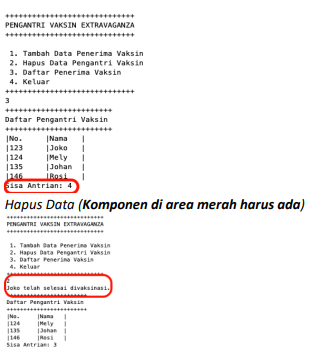 ++++++++++++++++++++++++++++++
PENGANTRI VAKSIN EXTRAVAGANZA
++++++++++++++++++++++++++++++
1. Tambah Data Penerima Vaksin
2. Hapus Data Pengantri Vaksin
3. Daftar Penerima Vaksin
4. Keluar
++++++++++++++++++++++++++++++
3
+++++++++++++++++++++++++
Daftar Pengantri Vaksin
+++++++++++++++++++++++++
|No. |Nama |
|123 |Joko |
|124 |Mely |
|135 |Johan |
|146 |Rosi |
Sisa Antrian: 4
Hapus Data (Komponen di area merah harus ada)
++++++++++++++++++++++++++++++
PENGANTRI VAKSIN EXTRAVAGANZA
++++++++++++++++++++++++++++++
1. Tambah Data Penerima Vaksin
2. Hapus Data Pengantri Vaksin
3. Daftar Penerima Vaksin
4. Keluar
++++++++++++++++++++++++++++++
2
Joko telah selesai divaksinasi.
+++++++++++++++++++++++++
Daftar Pengantri Vaksin
+++++++++++++++++++++++++
|No. |Nama |
|124 |Mely |
|135 |Johan |
|146 |Rosi |
Sisa Antrian: 3